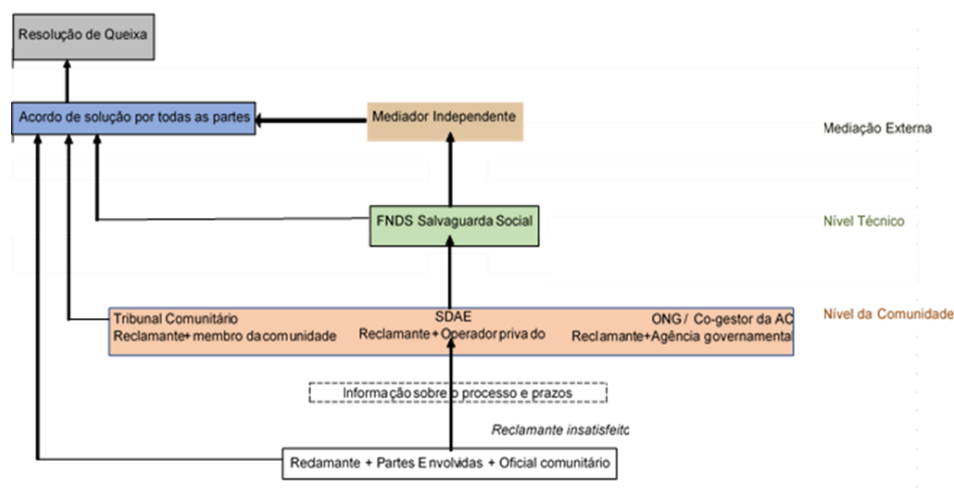 Resolução de Queixa
Acordo de solução por todas as partes
Mediador Independente
Mediação Externa
FNDS Salvaguarda Social
Nível Técnico
Nível da Comunidade
Tribunal Comunitário
Reclamante+ membro da comunidade
SDAE
Reclamante + Operador privado
ONG / Co-gestor da AC
Reclamante+Agência governamental
Informação sobre o processo e prazos
Reclamante insatisfeito
Reclamante + Partes Envolvidas + Oficial comunitário